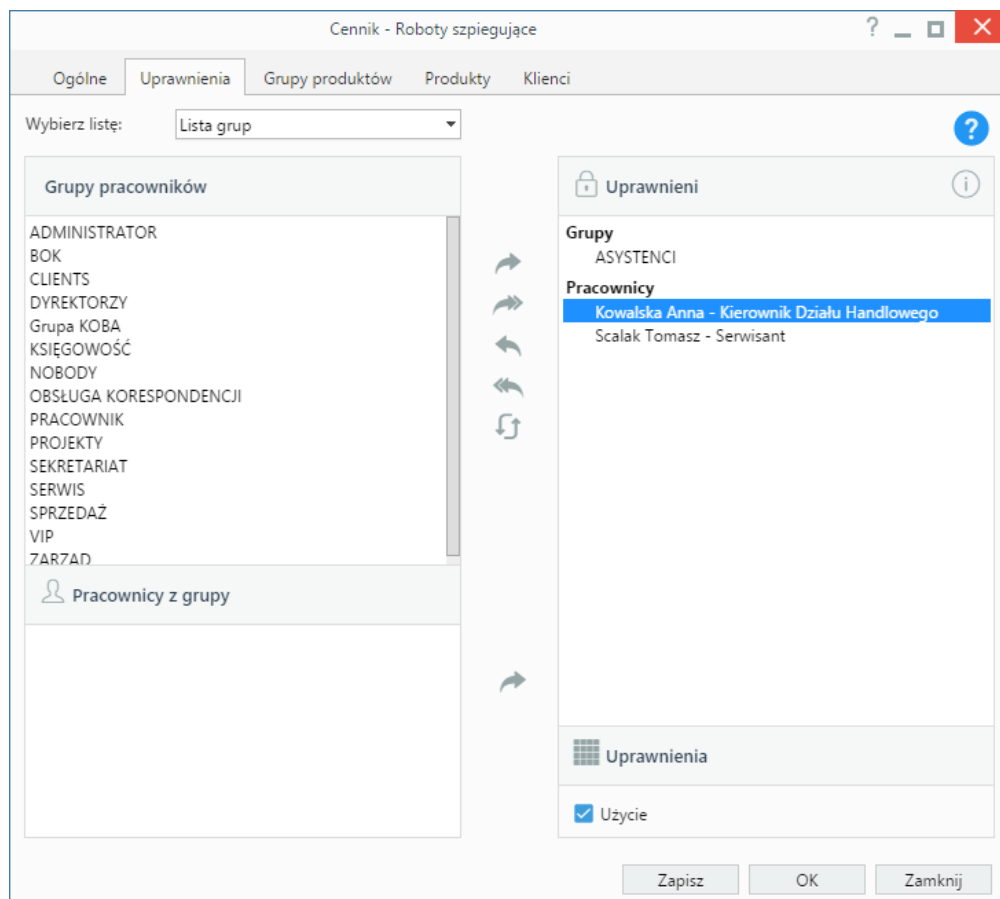 Cennik - Roboty szpiegujące
?
Ogólne Uprawnienia Grupy produktów Produkty Klienci
Wybierz listę: Lista grup
?
Grupy pracowników
ADMINISTRATOR
BOK
CLIENTS
DYREKTORZY
Grupa KOBA
KSIĘGOWOŚĆ
NOBODY
OBSŁUGA KORESPONDENCJI
PRACOWNIK
PROJEKTY
SEKRETARIAT
SERWIS
SPRZEDAŻ
VIP
ZARZAD
Pracownicy z grupy
Uprawnieni
i
Grupy
ASYSTENCI
Pracownicy
Kowalska Anna - Kierownik Działu Handlowego
Scalak Tomasz - Serwisant
Uprawnienia
Użycie
Zapisz OK Zamknij